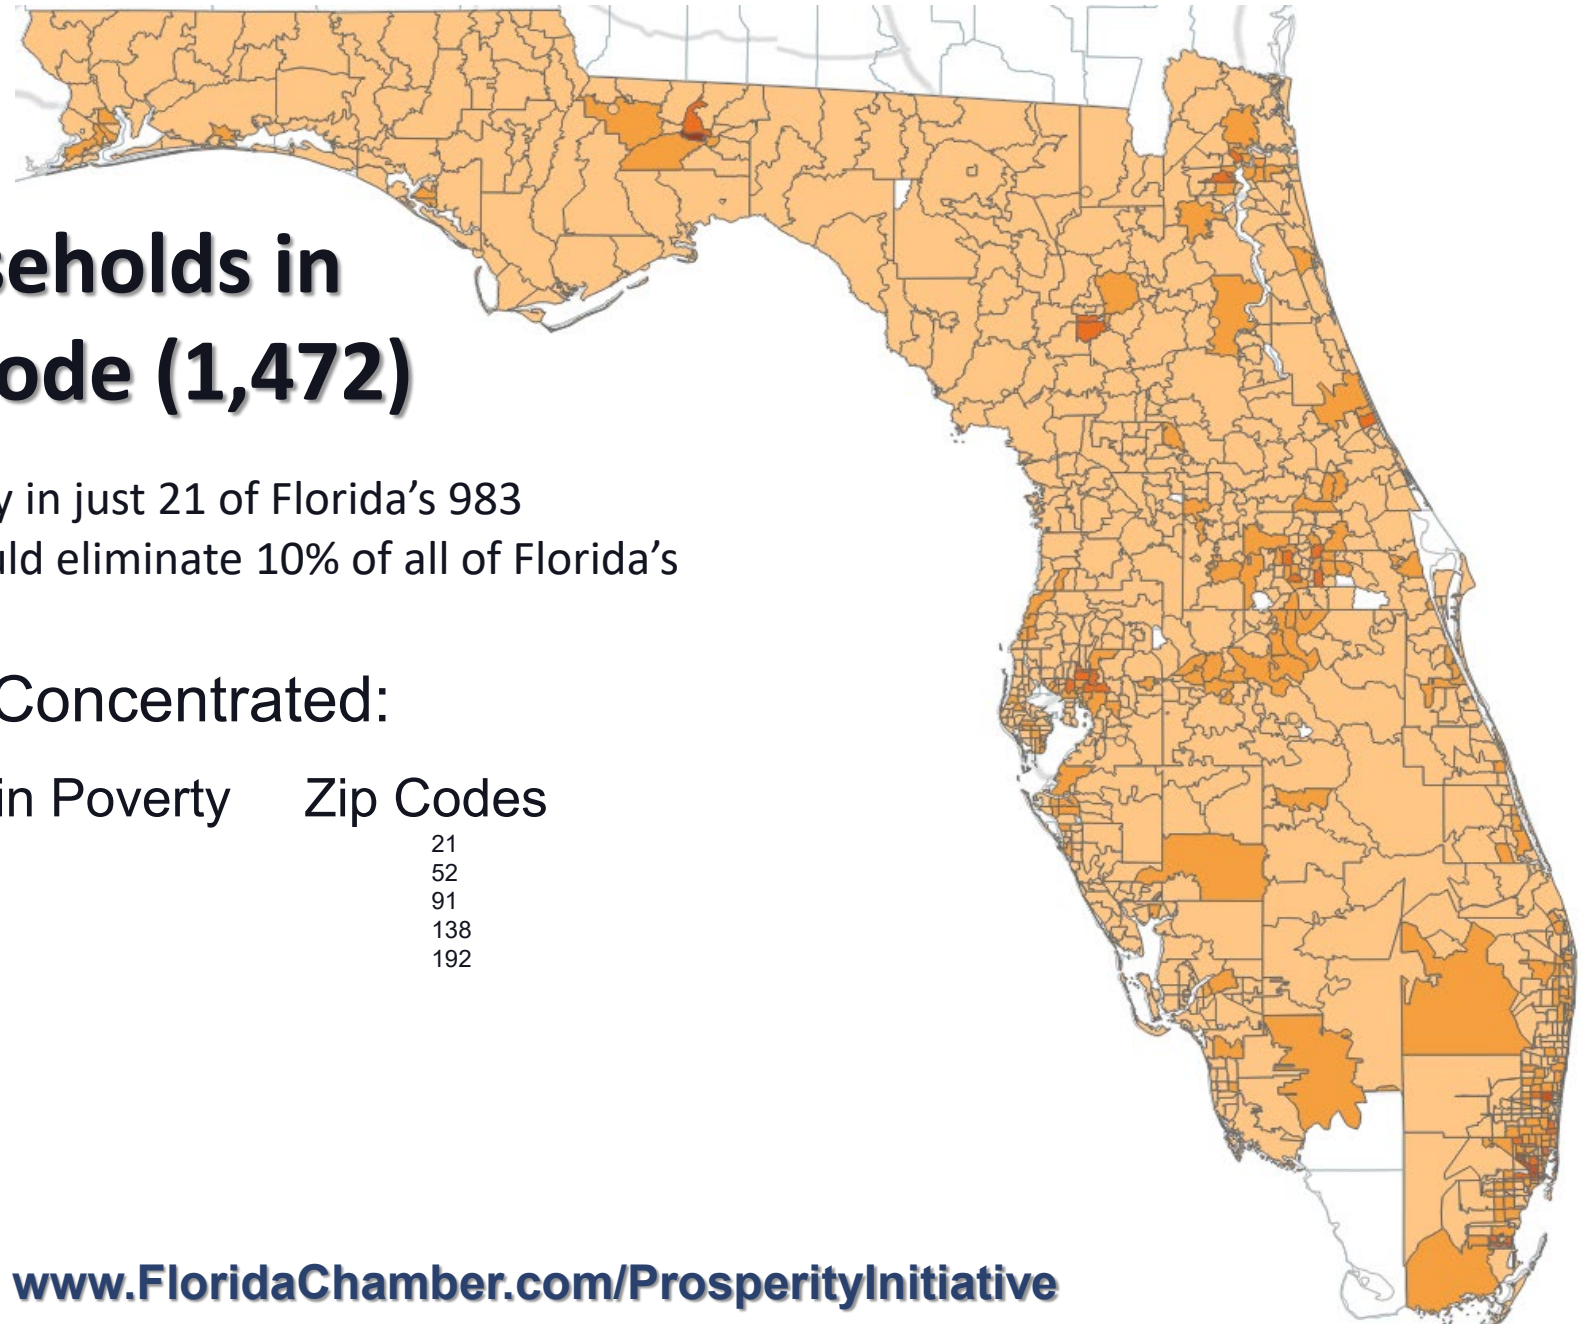 seholds in
ode (1,472)
y in just 21 of Florida’s 983
uld eliminate 10% of all of Florida’s
Concentrated:
in Poverty Zip Codes
21
52
91
138
192
www.FloridaChamber.com/ProsperityInitiative